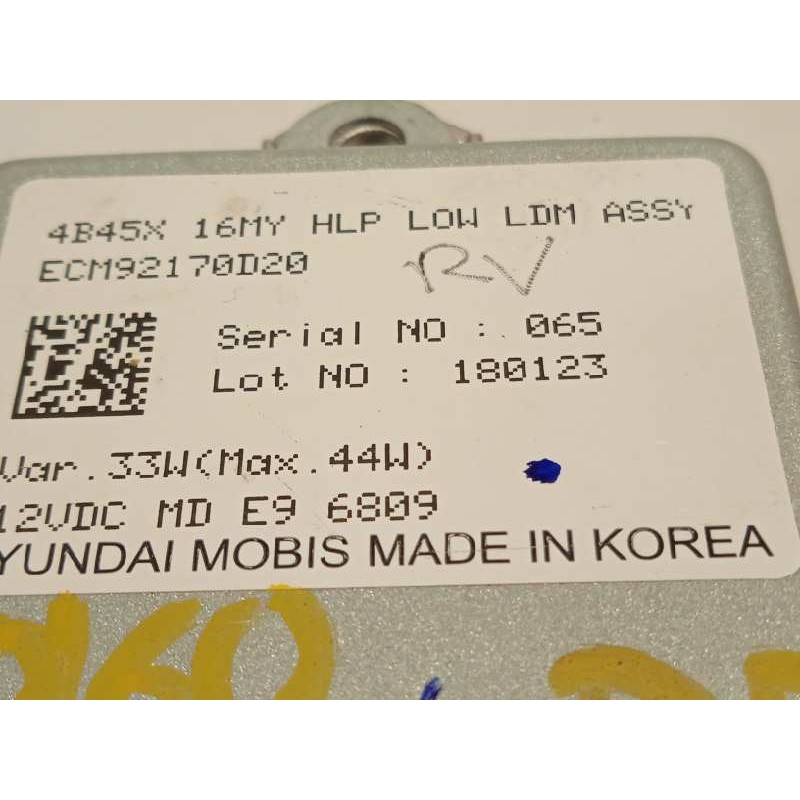 4B45X 16MY HLP LOW LDM ASSY
ECM92170D20
RV
Serial NO : 065
Lot NO : 180123
Var.33W(Max.44W)
12VDC MD E9 6809
YUNDAI MOBIS MADE IN KOREA